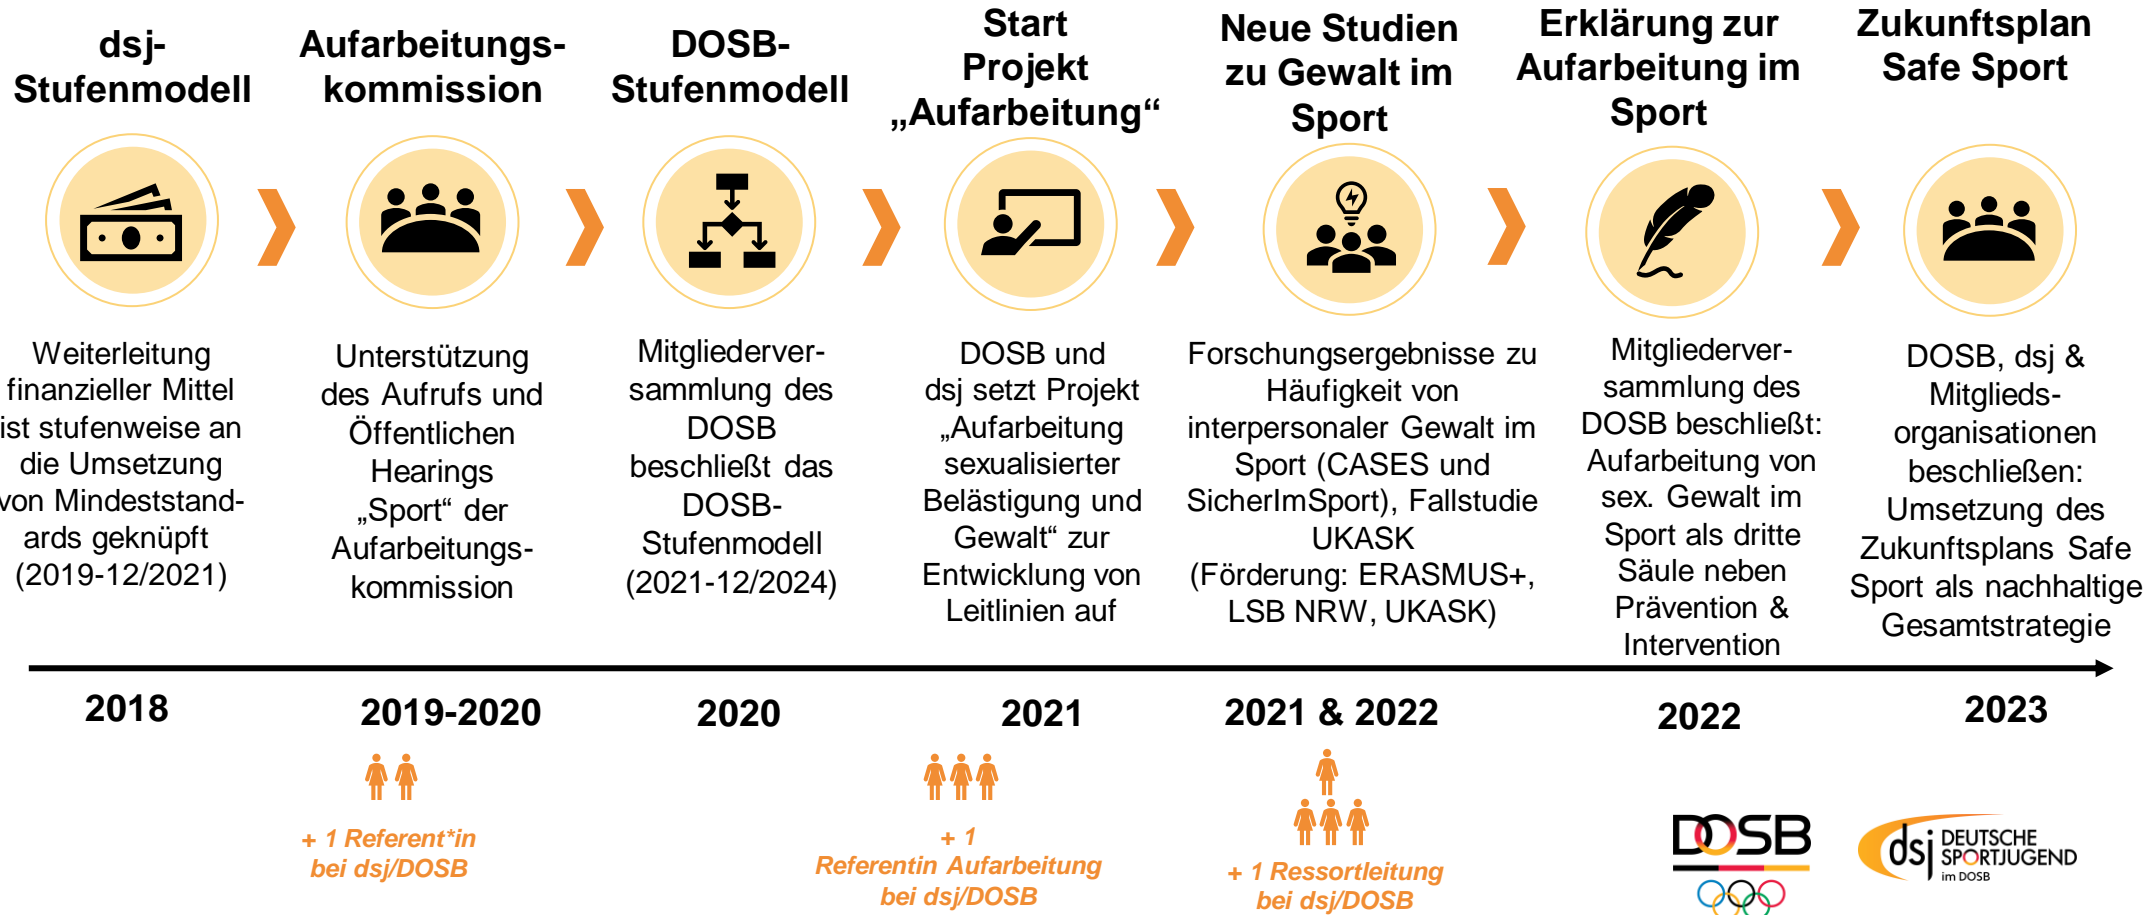 dsj-
Stufenmodell
Aufarbeitungs-
kommission
DOSB-
Stufenmodell
Start
Projekt
„Aufarbeitung“
Neue Studien
zu Gewalt im
Sport
Erklärung zur
Aufarbeitung im
Sport
Zukunftsplan
Safe Sport
Weiterleitung
finanzieller Mittel
ist stufenweise an
die Umsetzung
von Mindeststand-
ards geknüpft
(2019-12/2021)
Unterstützung
des Aufrufs und
Öffentlichen
Hearings
„Sport“ der
Aufarbeitungs-
kommission
Mitgliederver-
sammlung des
DOSB
beschließt das
DOSB-
Stufenmodell
(2021-12/2024)
DOSB und
dsj setzt Projekt
„Aufarbeitung
sexualisierter
Belästigung und
Gewalt“ zur
Entwicklung von
Leitlinien auf
Forschungsergebnisse zu
Häufigkeit von
interpersonaler Gewalt im
Sport (CASES und
SicherImSport), Fallstudie
UKASK
(Förderung: ERASMUS+,
LSB NRW, UKASK)
Mitgliederver-
sammlung des
DOSB beschließt:
Aufarbeitung von
sex. Gewalt im
Sport als dritte
Säule neben
Prävention &
Intervention
DOSB, dsj &
Mitglieds-
organisationen
beschließen:
Umsetzung des
Zukunftsplans Safe
Sport als nachhaltige
Gesamtstrategie
2018
2019-2020
2020
2021
2021 & 2022
2022
2023
+ 1 Referent*in
bei dsj/DOSB
+ 1
Referentin Aufarbeitung
bei dsj/DOSB
+ 1 Ressortleitung
bei dsj/DOSB
DOSB
dsj DEUTSCHE
SPORTJUGEND
im DOSB